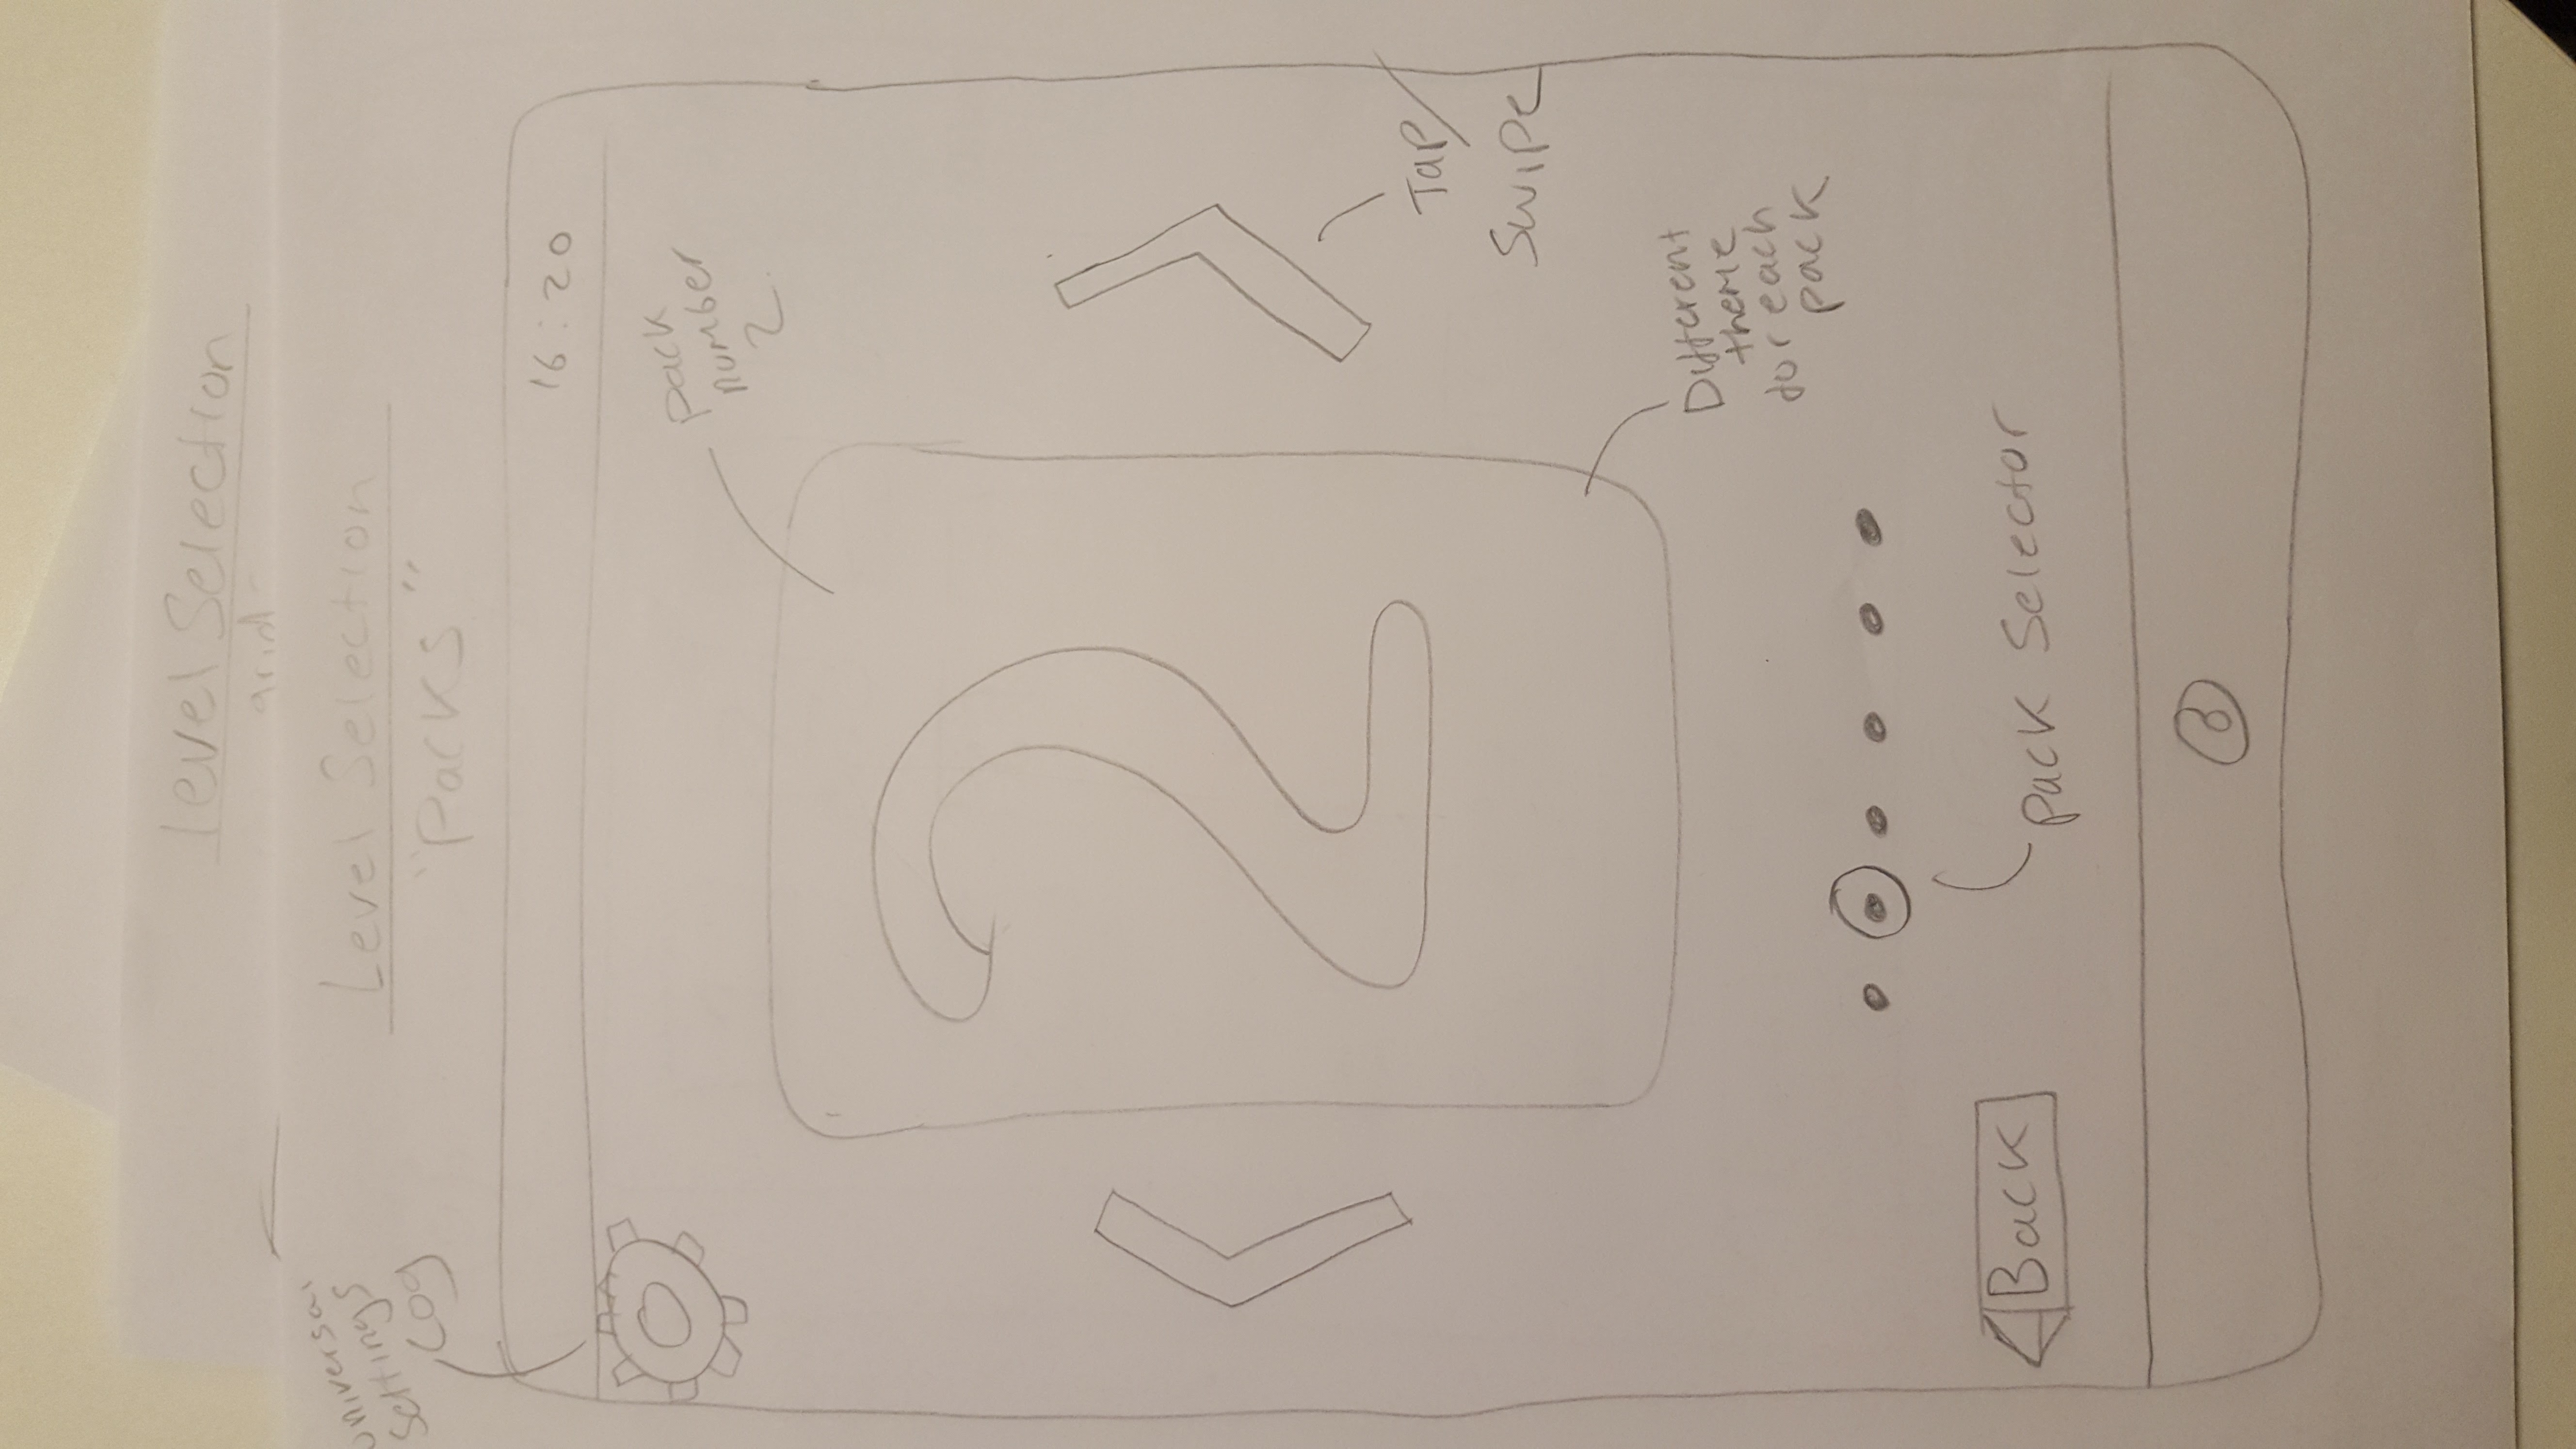 Level Selection
grid
Level Selection
"Packs"
universal
settings
Cog
16:20
pack
number
2
2
Tap/
Swipe
Different
theme
for each
pack
Back
pack Selector